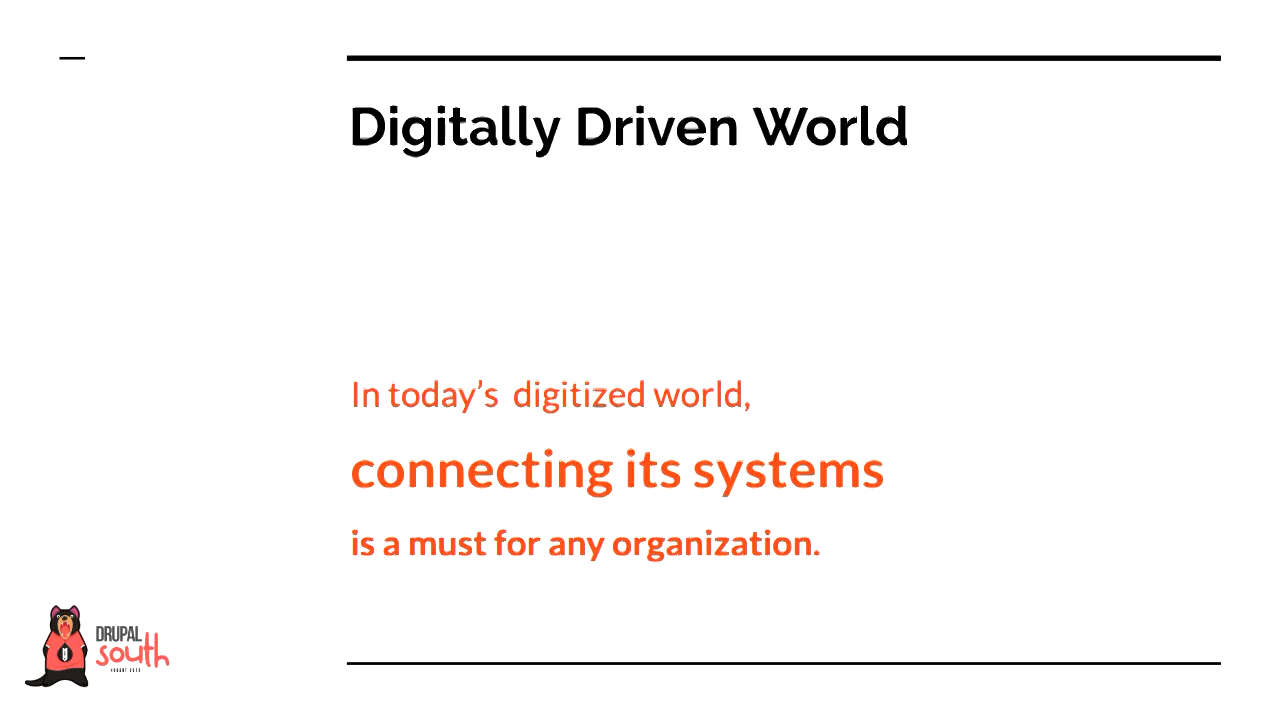 Digitally Driven World
In today’s digitized world,
connecting its systems
is a must for any organization.
DRUPAL
south